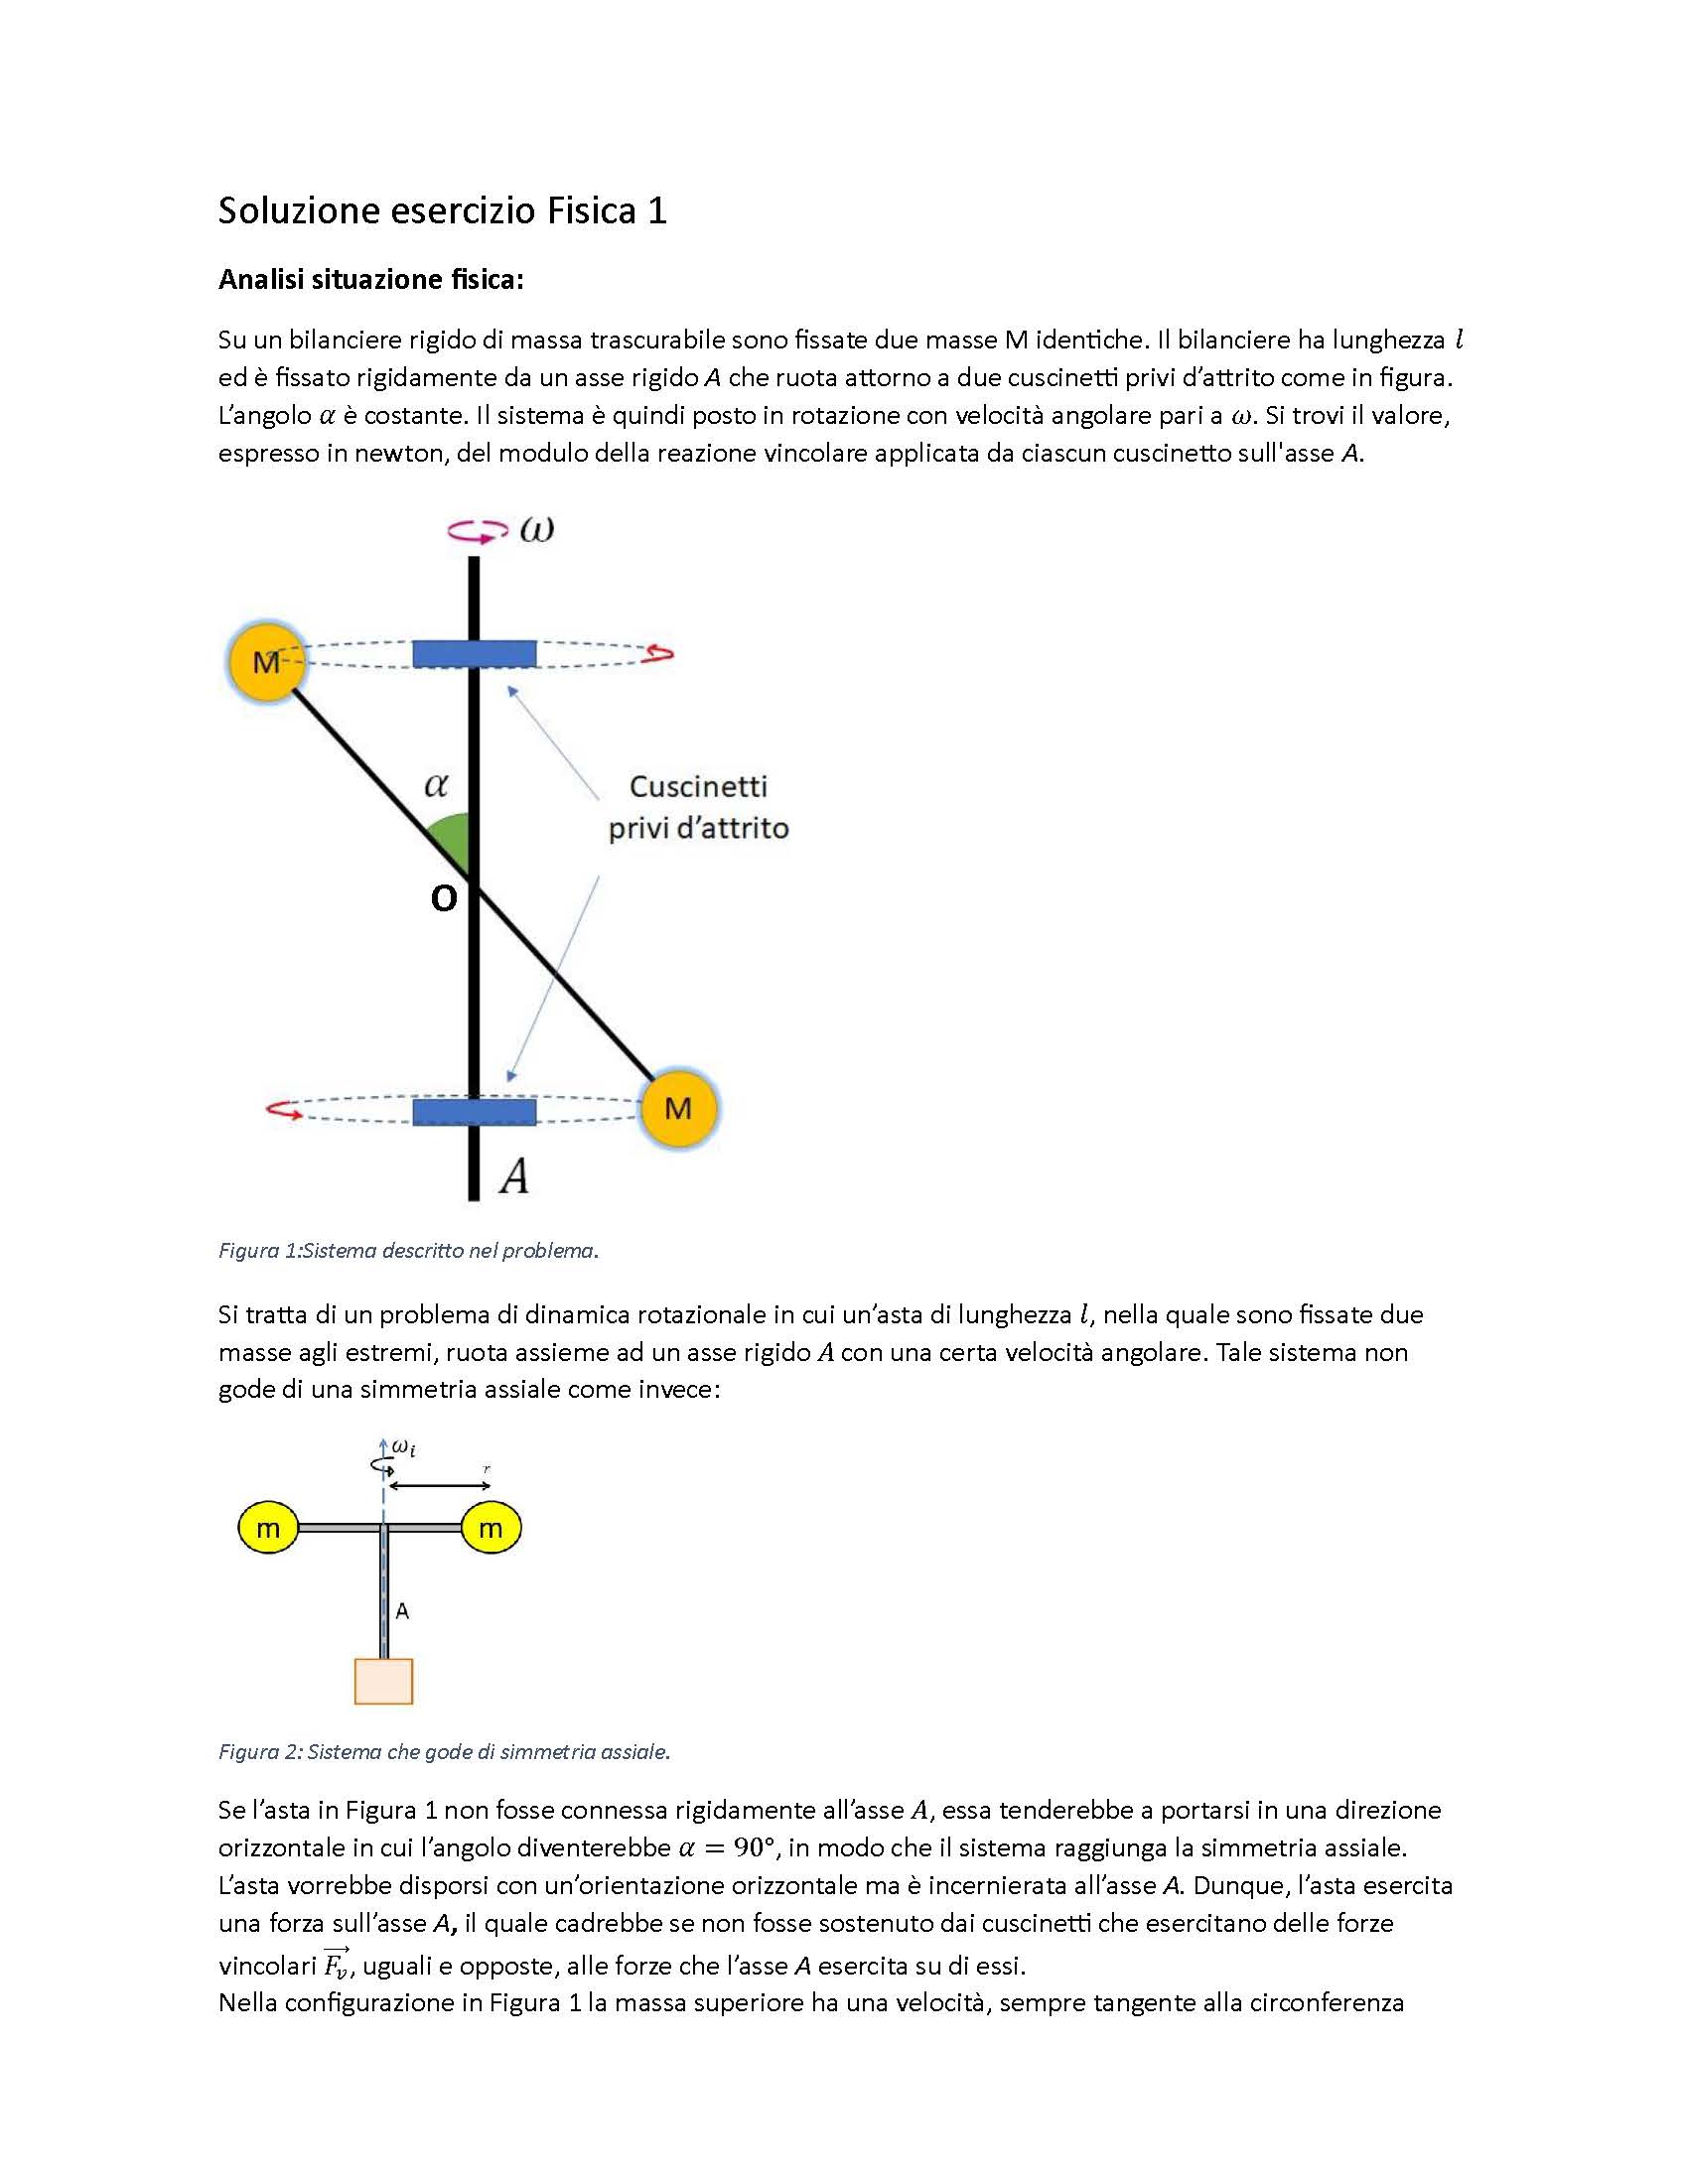 Soluzione esercizio Fisica 1
Analisi situazione fisica:
Su un bilanciere rigido di massa trascurabile sono fissate due masse M identiche. Il bilanciere ha lunghezza l
ed è fissato rigidamente da un asse rigido A che ruota attorno a due cuscinetti privi d’attrito come in figura.
L’angolo α è costante. Il sistema è quindi posto in rotazione con velocità angolare pari a ω. Si trovi il valore,
espresso in newton, del modulo della reazione vincolare applicata da ciascun cuscinetto sull'asse A.
ω
M
α
Cuscinetti
privi d’attrito
O
M
A
Figura 1:Sistema descritto nel problema.
Si tratta di un problema di dinamica rotazionale in cui un’asta di lunghezza l, nella quale sono fissate due
masse agli estremi, ruota assieme ad un asse rigido A con una certa velocità angolare. Tale sistema non
gode di una simmetria assiale come invece:
ωi
r
m
m
A
Figura 2: Sistema che gode di simmetria assiale.
Se l’asta in Figura 1 non fosse connessa rigidamente all’asse A, essa tenderebbe a portarsi in una direzione
orizzontale in cui l’angolo diventerebbe α = 90°, in modo che il sistema raggiunga la simmetria assiale.
L’asta vorrebbe disporsi con un’orientazione orizzontale ma è incernierata all’asse A. Dunque, l’asta esercita
una forza sull’asse A, il quale cadrebbe se non fosse sostenuto dai cuscinetti che esercitano delle forze
vincolari F⃗v, uguali e opposte, alle forze che l’asse A esercita su di essi.
Nella configurazione in Figura 1 la massa superiore ha una velocità, sempre tangente alla circonferenza